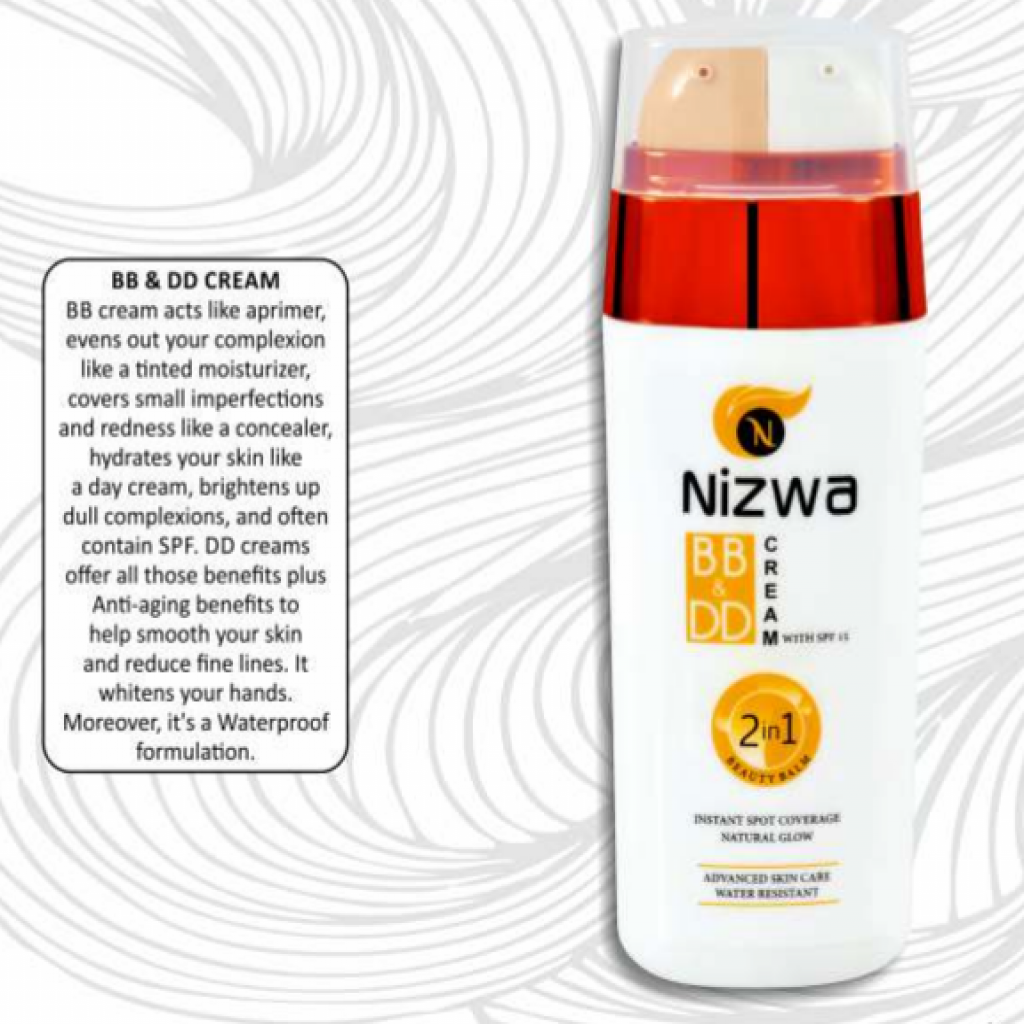 BB & DD CREAM
BB cream acts like aprimer,
evens out your complexion
like a tinted moisturizer,
covers small imperfections
and redness like a concealer,
hydrates your skin like
a day cream, brightens up
dull complexions, and often
contain SPF. DD creams
offer all those benefits plus
Anti-aging benefits to
help smooth your skin
and reduce fine lines. It
whitens your hands.
Moreover, it's a Waterproof
formulation.
N
Nizwa
BB
&
DD
CREAM
WITH SPF 15
2in1
BEAUTY BALM
INSTANT SPOT COVERAGE
NATURAL GLOW
ADVANCED SKIN CARE
WATER RESISTANT